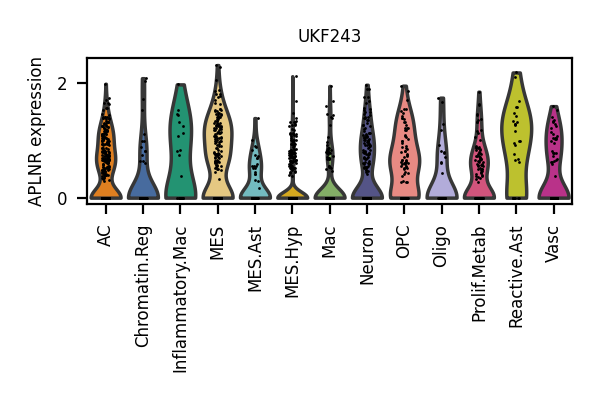 UKF243
APLNR expression
2
0
AC
Chromatin.Reg
Inflammatory.Mac
MES
MES.Ast
MES.Hyp
Mac
Neuron
OPC
Oligo
Prolif.Metab
Reactive.Ast
Vasc